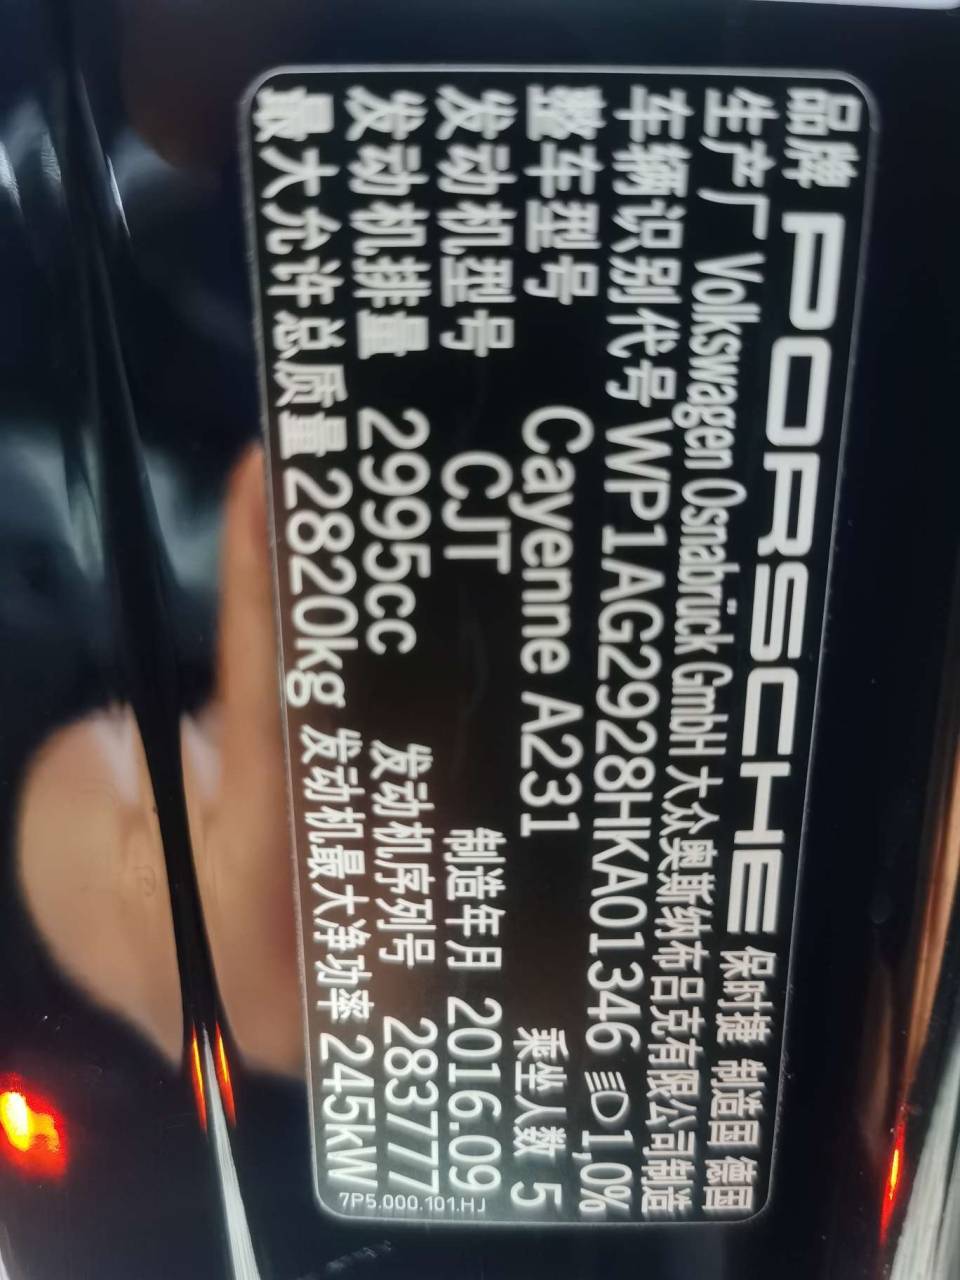 品牌 PORSCHE 保时捷 制造国 德国
生产厂 Volkswagen Osnabrück GmbH 大众奥斯纳布吕克有限公司制造
车辆识别代号 WP1AG2928HKA01346 1,0%
整车型号 Cayenne A231 乘坐人数 5
发动机型号 CJT 制造年月 2016.09
发动机排量 2995cc 发动机序列号 283777
最大允许总质量 2820kg 发动机最大净功率 245kW
7P5.000.101.HJ